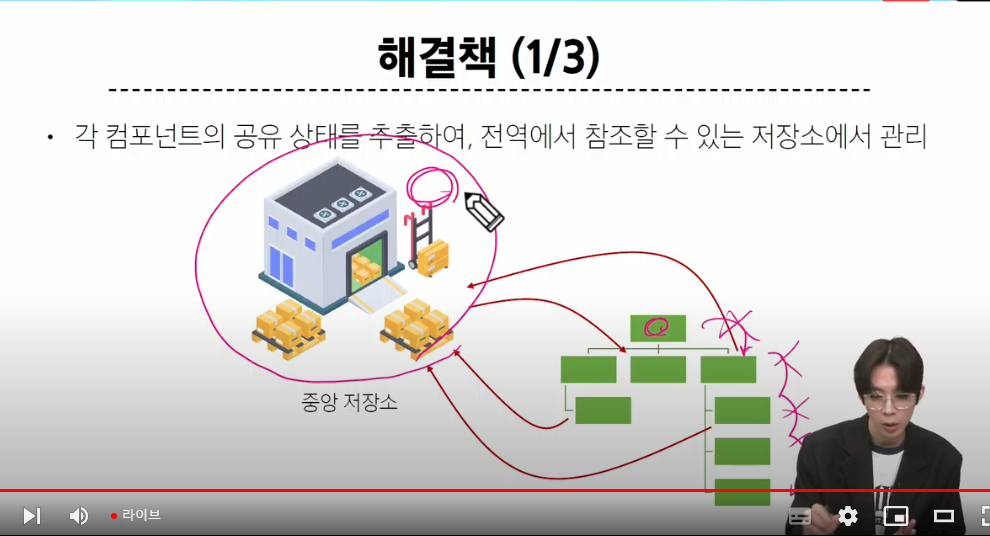 해결책 (1/3)
• 각 컴포넌트의 공유 상태를 추출하여, 전역에서 참조할 수 있는 저장소에서 관리
중앙 저장소
라이브